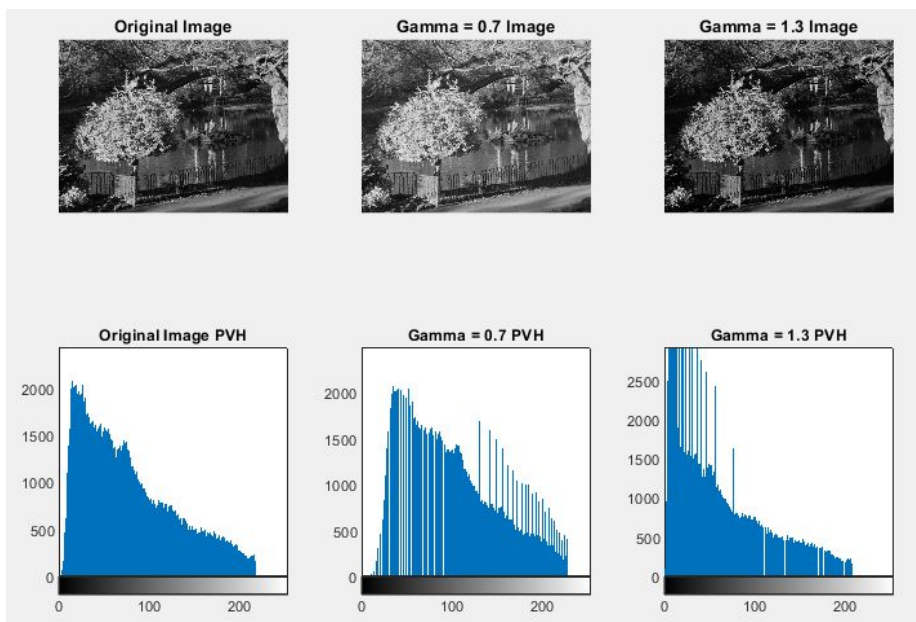 Original Image
Gamma = 0.7 Image
Gamma = 1.3 Image
Original Image PVH
2000
1500
1000
500
0
0 100 200
Gamma = 0.7 PVH
2000
1500
1000
500
0
0 100 200
Gamma = 1.3 PVH
2500
2000
1500
1000
500
0
0 100 200